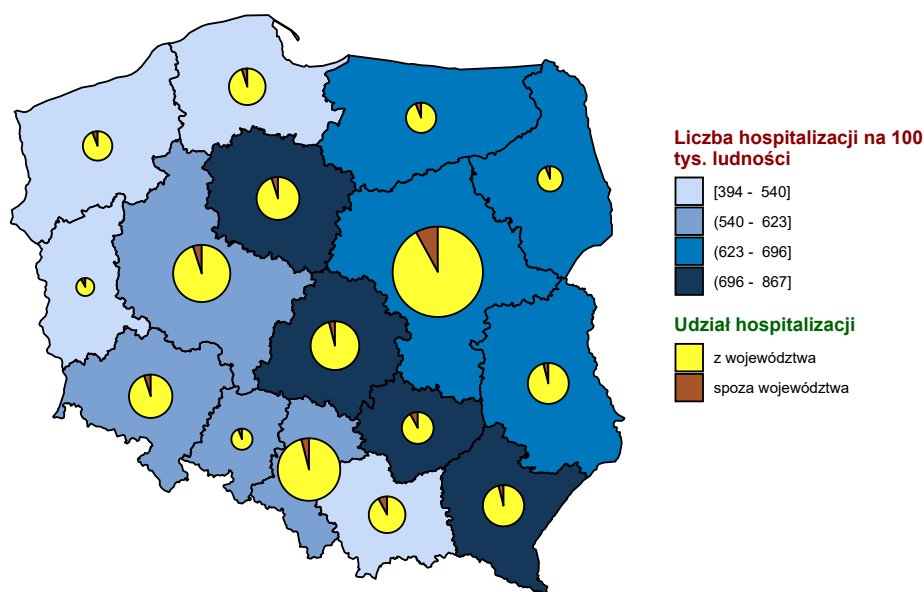 Liczba hospitalizacji na 100
tys. ludności
[394 - 540]
(540 - 623]
(623 - 696]
(696 - 867]
Udział hospitalizacji
z województwa
spoza województwa